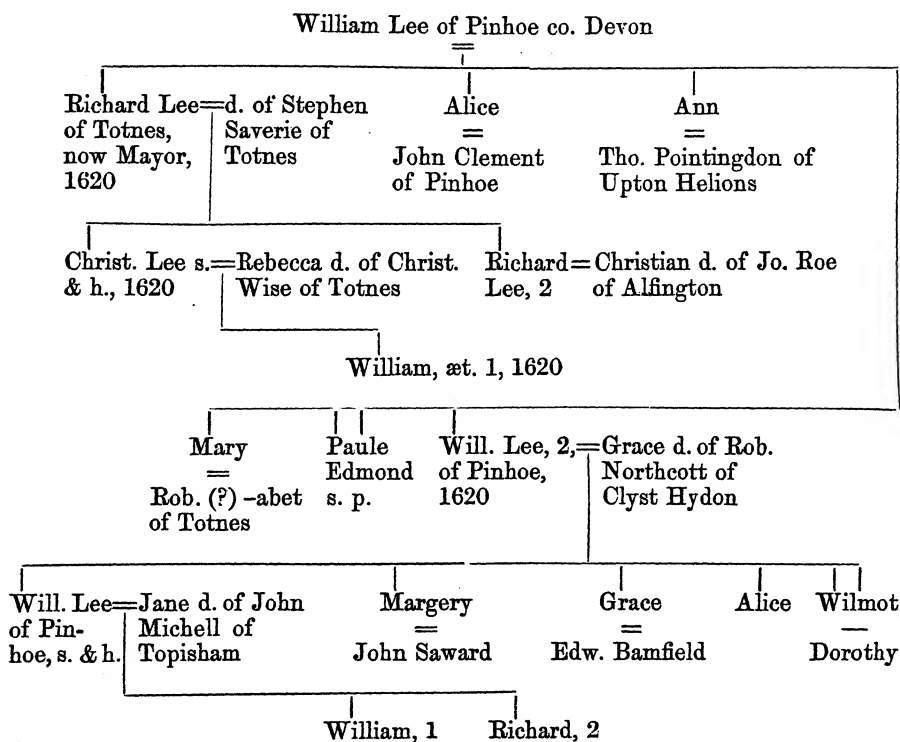 William Lee of Pinhoe co. Devon
=
Richard Lee=d. of Stephen
of Totnes, Saverie of
now Mayor, Totnes
1620
Alice
=
John Clement
of Pinhoe
Ann
=
Tho. Pointingdon of
Upton Helions
Christ. Lee s.=Rebecca d. of Christ.
& h., 1620 Wise of Totnes
Richard=Christian d. of Jo. Roe
Lee, 2 of Alfington
William, æt. 1, 1620
Mary
=
Rob. (?) -abet
of Totnes
Paule
Edmond
s. p.
Will. Lee, 2,=Grace d. of Rob.
of Pinhoe, Northcott of
1620 Clyst Hydon
Will. Lee=Jane d. of John
of Pin- Michell of
hoe, s. & h. Topisham
Margery
=
John Saward
Grace
=
Edw. Bamfield
Alice
Wilmot
—
Dorothy
William, 1 Richard, 2